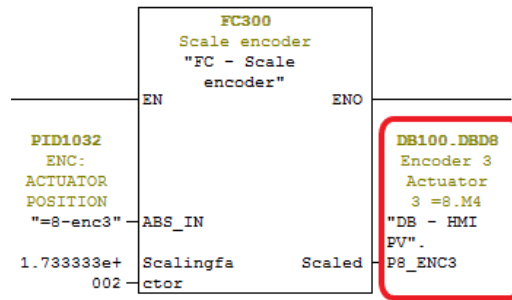 FC300
Scale encoder
"FC - Scale
encoder"
EN
ENO
PID1032
ENC:
ACTUATOR
POSITION
"=8-enc3"
ABS_IN
1.733333e+
002
Scalingfa
ctor
Scaled
DB100.DBD8
Encoder 3
Actuator
3 =8.M4
"DB - HMI
PV".
P8_ENC3